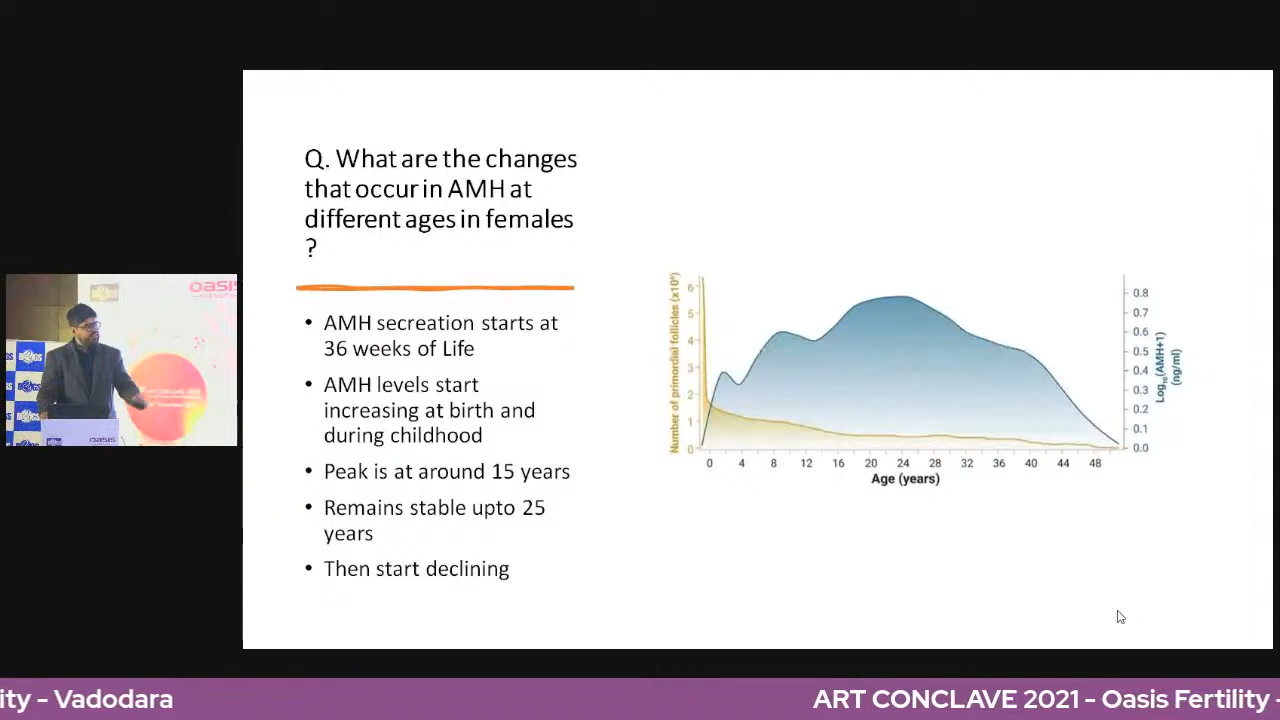 Q. What are the changes
that occur in AMH at
different ages in females
?
• AMH secreation starts at
36 weeks of Life
• AMH levels start
increasing at birth and
during childhood
• Peak is at around 15 years
• Remains stable upto 25
years
• Then start declining
Number of primordial follicles (x10⁶)
6
5
4
3
2
1
0
0 4 8 12 16 20 24 28 32 36 40 44 48
Age (years)
0.8
0.7
0.6
0.5
0.4
0.3
0.2
0.1
0.0
Log₁₀(AMH+1)
(ng/ml)
oasis
oasis
ity - Vadodara
ART CONCLAVE 2021 - Oasis Fertility -